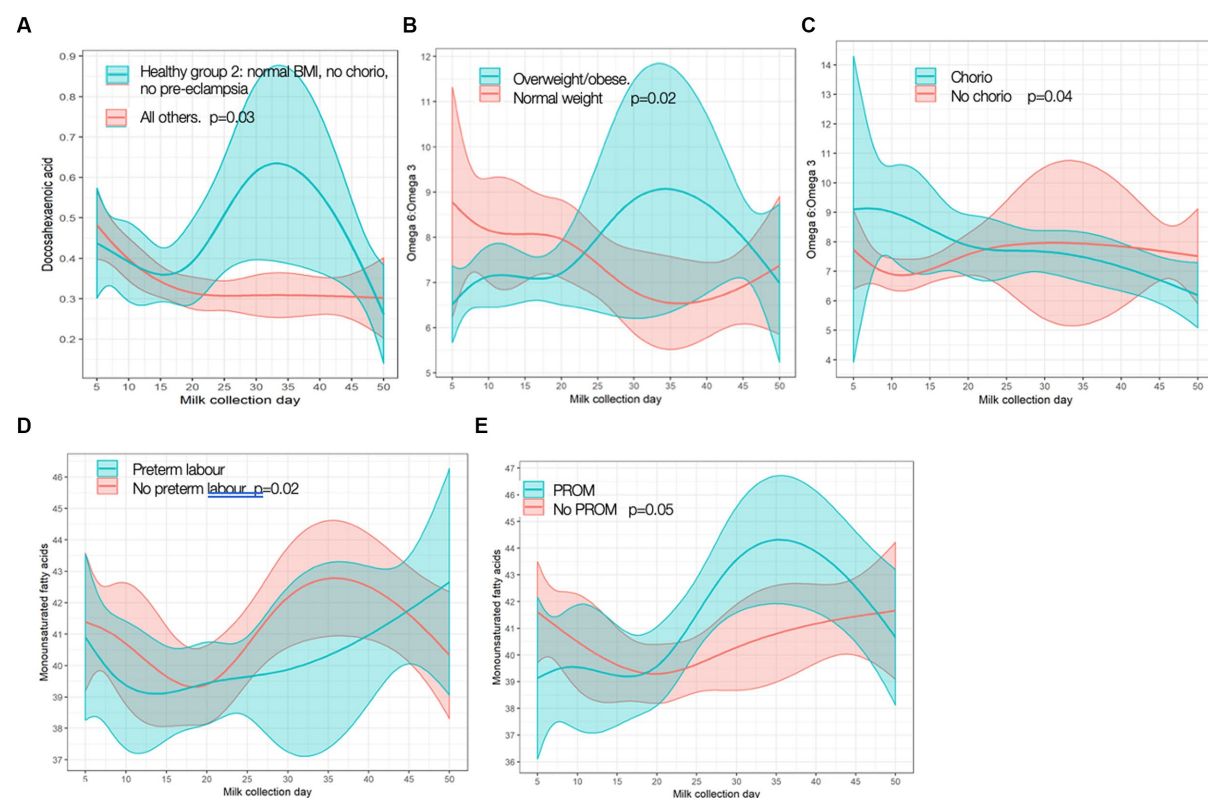 A
B
C
Healthy group 2: normal BMI, no chorio,
no pre-eclampsia
All others. p=0.03
0.9
0.8
0.7
0.6
0.5
0.4
0.3
0.2
Docosahexaenoic acid
5 10 15 20 25 30 35 40 45 50
Milk collection day
Overweight/obese.
Normal weight p=0.02
12
11
10
9
8
7
6
5
Omega 6:Omega 3
5 10 15 20 25 30 35 40 45 50
Milk collection day
Chorio
No chorio p=0.04
14
13
12
11
10
9
8
7
6
5
4
Omega 6:Omega 3
5 10 15 20 25 30 35 40 45 50
Milk collection day
D
E
Preterm labour
No preterm labour p=0.02
46
45
44
43
42
41
40
39
38
37
Monounsaturated fatty acids
5 10 15 20 25 30 35 40 45 50
Milk collection day
PROM
No PROM p=0.05
47
46
45
44
43
42
41
40
39
38
37
36
Monounsaturated fatty acids
5 10 15 20 25 30 35 40 45 50
Milk collection day